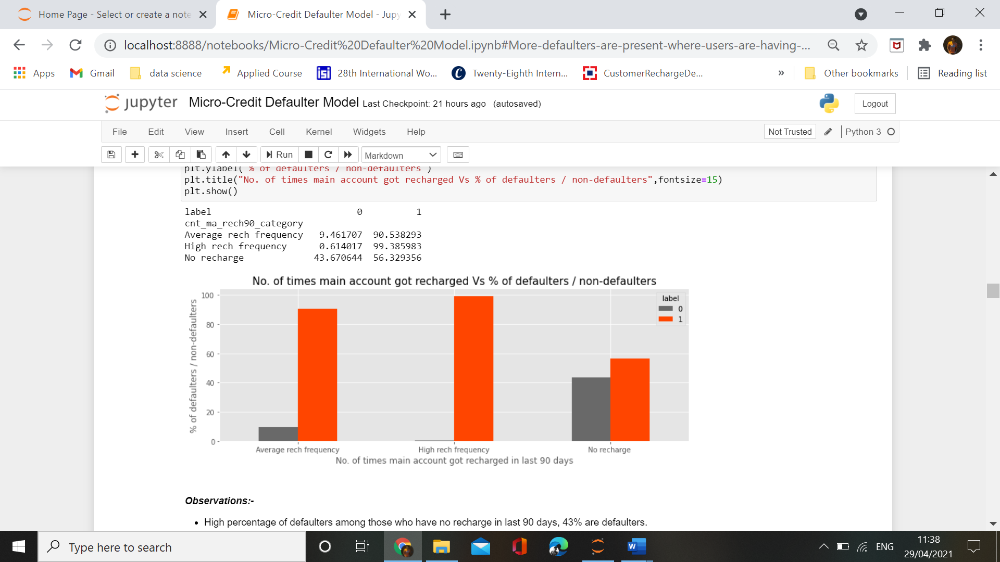 Home Page - Select or create a note
Micro-Credit Defaulter Model - Jupy
localhost:8888/notebooks/Micro-Credit%20Defaulter%20Model.ipynb#More-defaulters-are-present-where-users-are-having-...
Apps
Gmail
data science
Applied Course
28th International Wo...
Twenty-Eighth Intern...
CustomerRechargeDe...
»
Other bookmarks
Reading list
jupyter Micro-Credit Defaulter Model Last Checkpoint: 21 hours ago (autosaved)
Logout
File Edit View Insert Cell Kernel Widgets Help
Not Trusted
Python 3
Run
Markdown
plt.ylabel("% of defaulters / non-defaulters")
plt.title("No. of times main account got recharged Vs % of defaulters / non-defaulters",fontsize=15)
plt.show()
label 0 1
cnt_ma_rech90_category
Average rech frequency 9.461707 90.538293
High rech frequency 0.614017 99.385983
No recharge 43.670644 56.329356
No. of times main account got recharged Vs % of defaulters / non-defaulters
% of defaulters / non-defaulters
100
80
60
40
20
0
label
0
1
Average rech frequency
High rech frequency
No recharge
No. of times main account got recharged in last 90 days
Observations:-
• High percentage of defaulters among those who have no recharge in last 90 days, 43% are defaulters.
Type here to search
W
ENG
11:38
29/04/2021